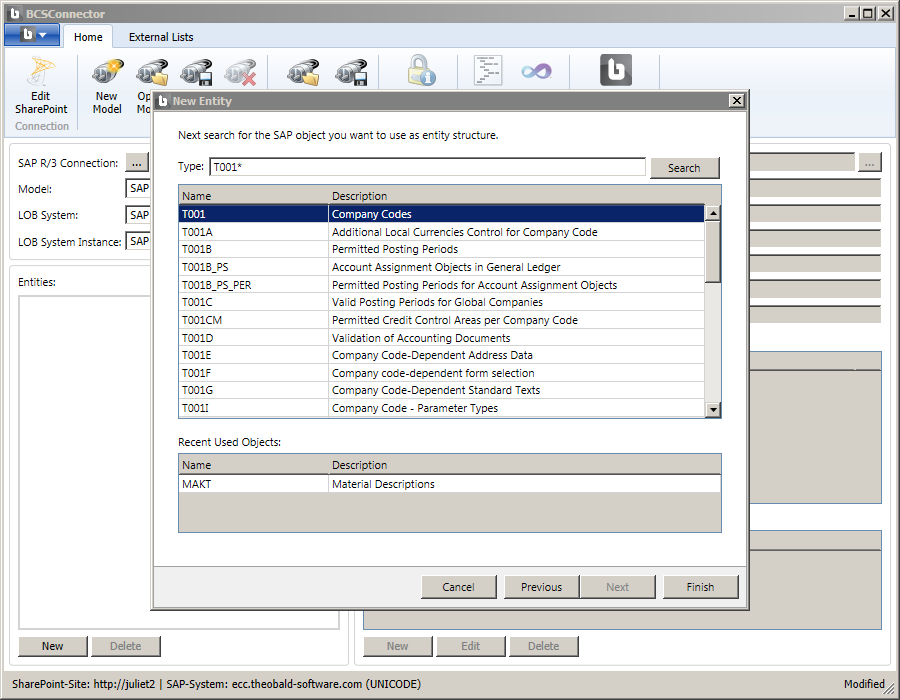 BCSConnector
Home
External Lists
Edit
SharePoint
New
Model
Connection
New Entity
Next search for the SAP object you want to use as entity structure.
Type:
T001*
Search
Name Description
T001 Company Codes
T001A Additional Local Currencies Control for Company Code
T001B Permitted Posting Periods
T001B_PS Account Assignment Objects in General Ledger
T001B_PS_PER Permitted Posting Periods for Account Assignment Objects
T001C Valid Posting Periods for Global Companies
T001CM Permitted Credit Control Areas per Company Code
T001D Validation of Accounting Documents
T001E Company Code-Dependent Address Data
T001F Company code-dependent form selection
T001G Company Code-Dependent Standard Texts
T001I Company Code - Parameter Types
Recent Used Objects:
Name Description
MAKT Material Descriptions
Cancel Previous Next Finish
SAP R/3 Connection: ...
Model: SAP
LOB System: SAP
LOB System Instance: SAP
...
Entities:
New Delete
New Edit Delete
SharePoint-Site: http://juliet2 | SAP-System: ecc.theobald-software.com (UNICODE)
Modified